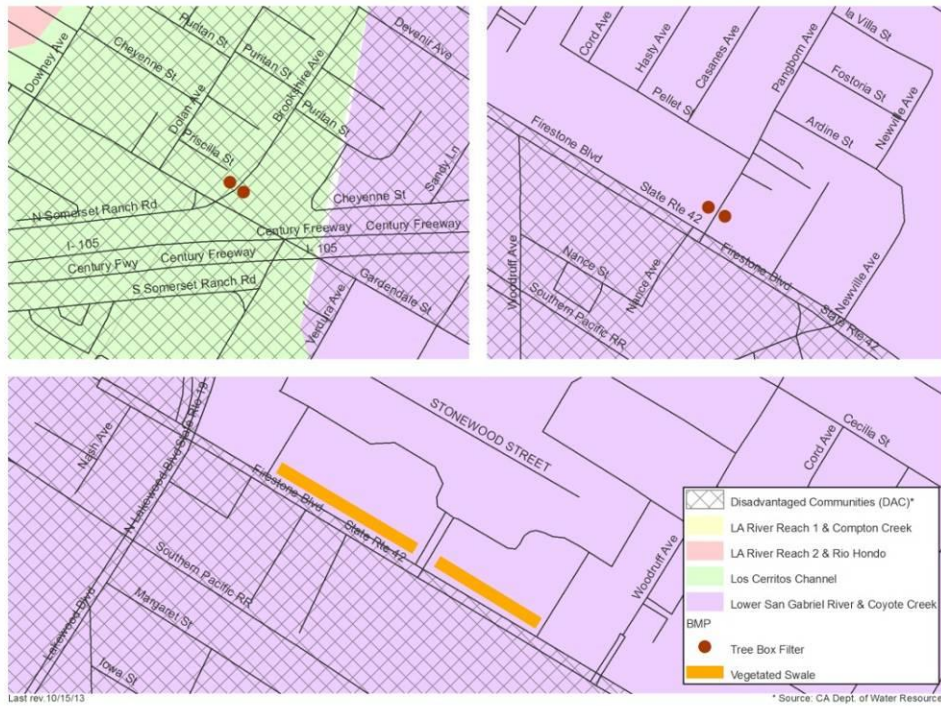 Downey Ave
Cheyenne St
Puritan St
Puritan St
Puritan St
Brookshire Ave
Devenir Ave
Dolan Ave
Priscilla St
Sandy Ln
Cheyenne St
N Somerset Ranch Rd
Century Freeway
Century Freeway
I- 105
I- 105
Century Fwy
Century Freeway
S Somerset Ranch Rd
Gardendale St
Verdura Ave
la Villa St
Cord Ave
Hasty Ave
Casanes Ave
Pangborn Ave
Fostoria St
Newville Ave
Pellet St
Ardine St
Firestone Blvd
State Rte 42
Woodruff Ave
Nance St
Nance Ave
Firestone Blvd
Newville Ave
Southern Pacific RR
State Rte 42
Nash Ave
N Lakewood Blvd
State Rte 19
STONEWOOD STREET
Cecilia St
Cord Ave
Firestone Blvd
State Rte 42
Woodruff Ave
Southern Pacific RR
Margaret St
Lakewood Blvd
Iowa St
Disadvantaged Communities (DAC)*
LA River Reach 1 & Compton Creek
LA River Reach 2 & Rio Hondo
Los Cerritos Channel
Lower San Gabriel River & Coyote Creek
BMP
Tree Box Filter
Vegetated Swale
Last rev.10/15/13
* Source: CA Dept. of Water Resource